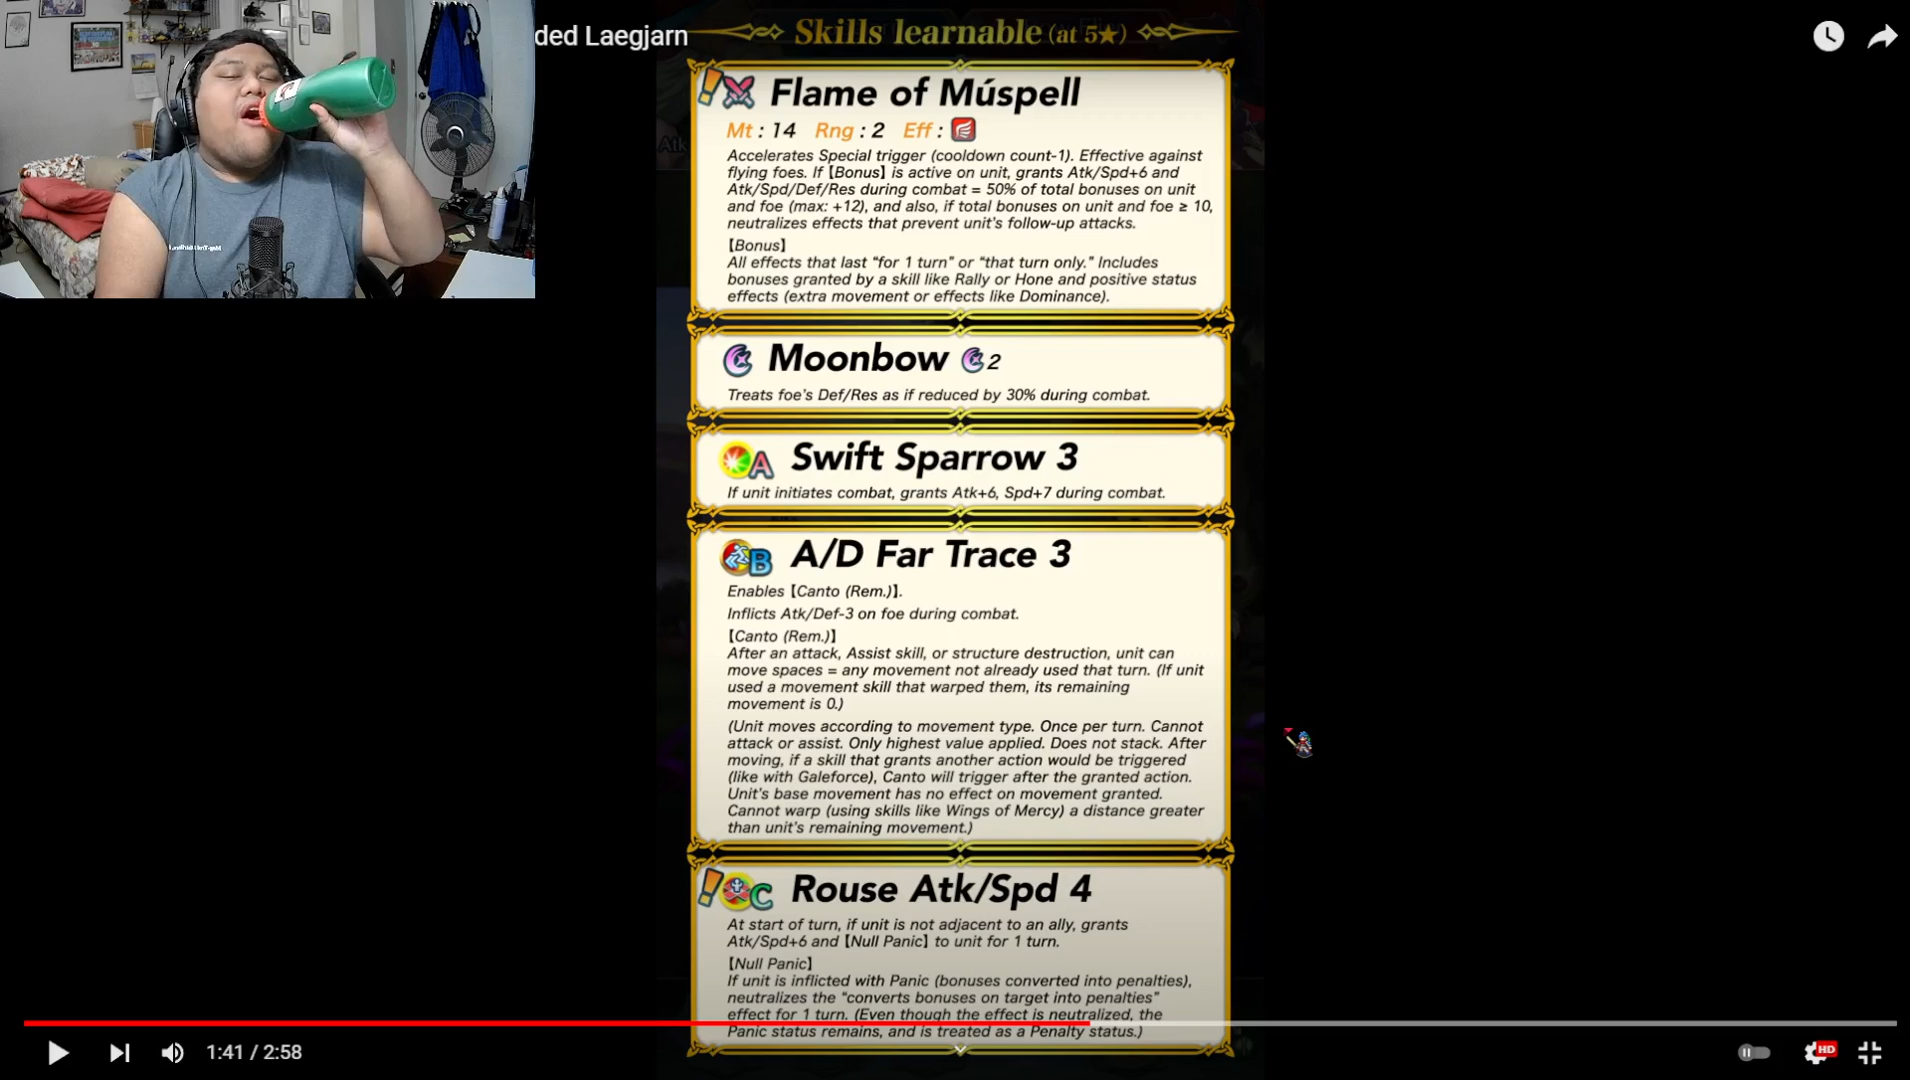 ded Laegjarn
Skills learnable (at 5★)
Flame of Múspell
Mt : 14 Rng : 2 Eff :
Accelerates Special trigger (cooldown count-1). Effective against
flying foes. If【Bonus】is active on unit, grants Atk/Spd+6 and
Atk/Spd/Def/Res during combat = 50% of total bonuses on unit
and foe (max: +12), and also, if total bonuses on unit and foe ≥ 10,
neutralizes effects that prevent unit's follow-up attacks.
【Bonus】
All effects that last “for 1 turn” or “that turn only.” Includes
bonuses granted by a skill like Rally or Hone and positive status
effects (extra movement or effects like Dominance).
Moonbow 2
Treats foe's Def/Res as if reduced by 30% during combat.
A Swift Sparrow 3
If unit initiates combat, grants Atk+6, Spd+7 during combat.
B A/D Far Trace 3
Enables【Canto (Rem.)】.
Inflicts Atk/Def-3 on foe during combat.
【Canto (Rem.)】
After an attack, Assist skill, or structure destruction, unit can
move spaces = any movement not already used that turn. (If unit
used a movement skill that warped them, its remaining
movement is 0.)
(Unit moves according to movement type. Once per turn. Cannot
attack or assist. Only highest value applied. Does not stack. After
moving, if a skill that grants another action would be triggered
(like with Galeforce), Canto will trigger after the granted action.
Unit's base movement has no effect on movement granted.
Cannot warp (using skills like Wings of Mercy) a distance greater
than unit's remaining movement.)
C Rouse Atk/Spd 4
At start of turn, if unit is not adjacent to an ally, grants
Atk/Spd+6 and【Null Panic】to unit for 1 turn.
【Null Panic】
If unit is inflicted with Panic (bonuses converted into penalties),
neutralizes the “converts bonuses on target into penalties”
effect for 1 turn. (Even though the effect is neutralized, the
Panic status remains, and is treated as a Penalty status.)
1:41 / 2:58
HD